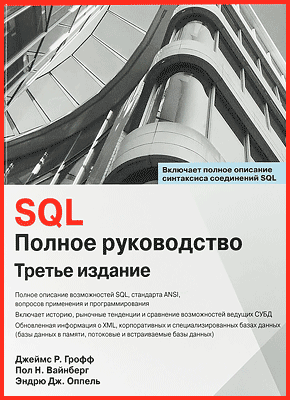 Включает полное описание
синтаксиса соединений SQL
SQL
Полное руководство
Третье издание
Полное описание возможностей SQL, стандарта ANSI,
вопросов применения и программирования
Включает историю, рыночные тенденции и сравнение возможностей ведущих СУБД
Обновленная информация о XML, корпоративных и специализированных базах данных
(базы данных в памяти, потоковые и встраиваемые базы данных)
Джеймс Р. Грофф
Пол Н. Вайнберг
Эндрю Дж. Оппель